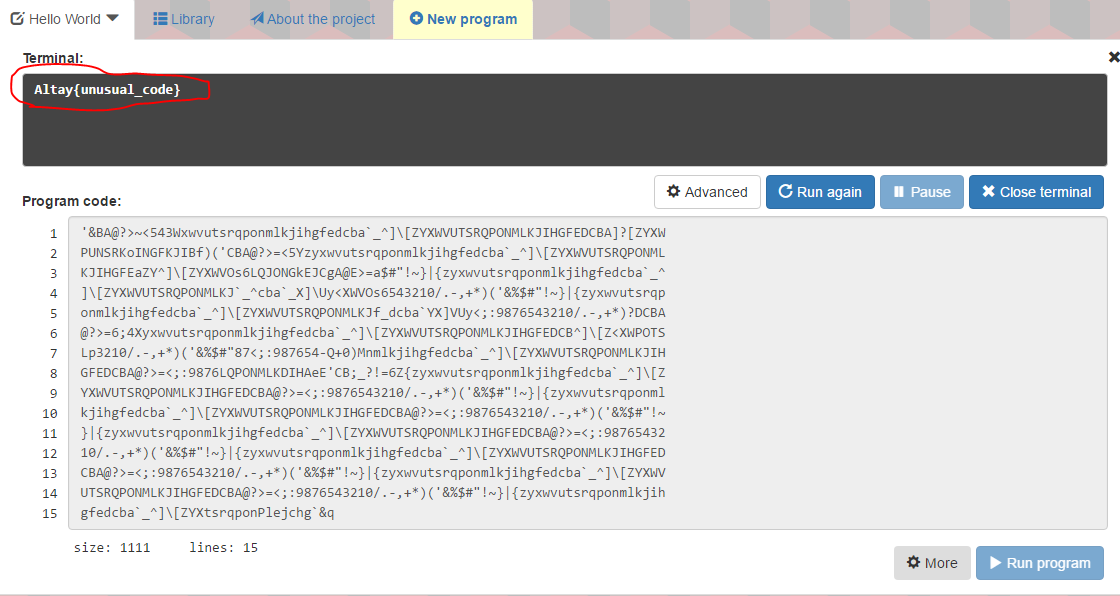 Hello World Library About the project New program
Terminal:
Altay{unusual_code}
Advanced Run again Pause Close terminal
Program code:
1 '&BA@?>~<543Wxwvutsrqponmlkjihgfedcba`_^]\[ZYXWVUTSRQPONMLKJIHGFEDCBA]?[ZYXW
2 PUNSRKoINGFKJIBf)('CBA@?>=<5Yzyxwvutsrqponmlkjihgfedcba`_^]\[ZYXWVUTSRQPONML
3 KJIHGFEaZY^]\[ZYXWVOs6LQJONGkEJCgA@E>=a$#"!~}|{zyxwvutsrqponmlkjihgfedcba`_^
4 ]\[ZYXWVUTSRQPONMLKJ`_^cba`_X]\Uy<XWVOs6543210/.-,+*)('&%$#"!~}|{zyxwvutsrqp
5 onmlkjihgfedcba`_^]\[ZYXWVUTSRQPONMLKJf_dcba`YX]VUy<;:9876543210/.-,+*)?DCBA
6 @?>=6;4Xyxwvutsrqponmlkjihgfedcba`_^]\[ZYXWVUTSRQPONMLKJIHGFEDCB^]\[Z<XWPOTS
7 Lp3210/.-,+*)('&%$#"87<;:987654-Q+0)Mnmlkjihgfedcba`_^]\[ZYXWVUTSRQPONMLKJIH
8 GFEDCBA@?>=<;:9876LQPONMLKDIHAeE'CB;_?!=6Z{zyxwvutsrqponmlkjihgfedcba`_^]\[Z
9 YXWVUTSRQPONMLKJIHGFEDCBA@?>=<;:9876543210/.-,+*)('&%$#"!~}|{zyxwvutsrqponml
10 kjihgfedcba`_^]\[ZYXWVUTSRQPONMLKJIHGFEDCBA@?>=<;:9876543210/.-,+*)('&%$#"!~
11 }|{zyxwvutsrqponmlkjihgfedcba`_^]\[ZYXWVUTSRQPONMLKJIHGFEDCBA@?>=<;:98765432
12 10/.-,+*)('&%$#"!~}|{zyxwvutsrqponmlkjihgfedcba`_^]\[ZYXWVUTSRQPONMLKJIHGFED
13 CBA@?>=<;:9876543210/.-,+*)('&%$#"!~}|{zyxwvutsrqponmlkjihgfedcba`_^]\[ZYXWV
14 UTSRQPONMLKJIHGFEDCBA@?>=<;:9876543210/.-,+*)('&%$#"!~}|{zyxwvutsrqponmlkjih
15 gfedcba`_^]\[ZYXtsrqponPlejchg`&q
size: 1111 lines: 15
More Run program